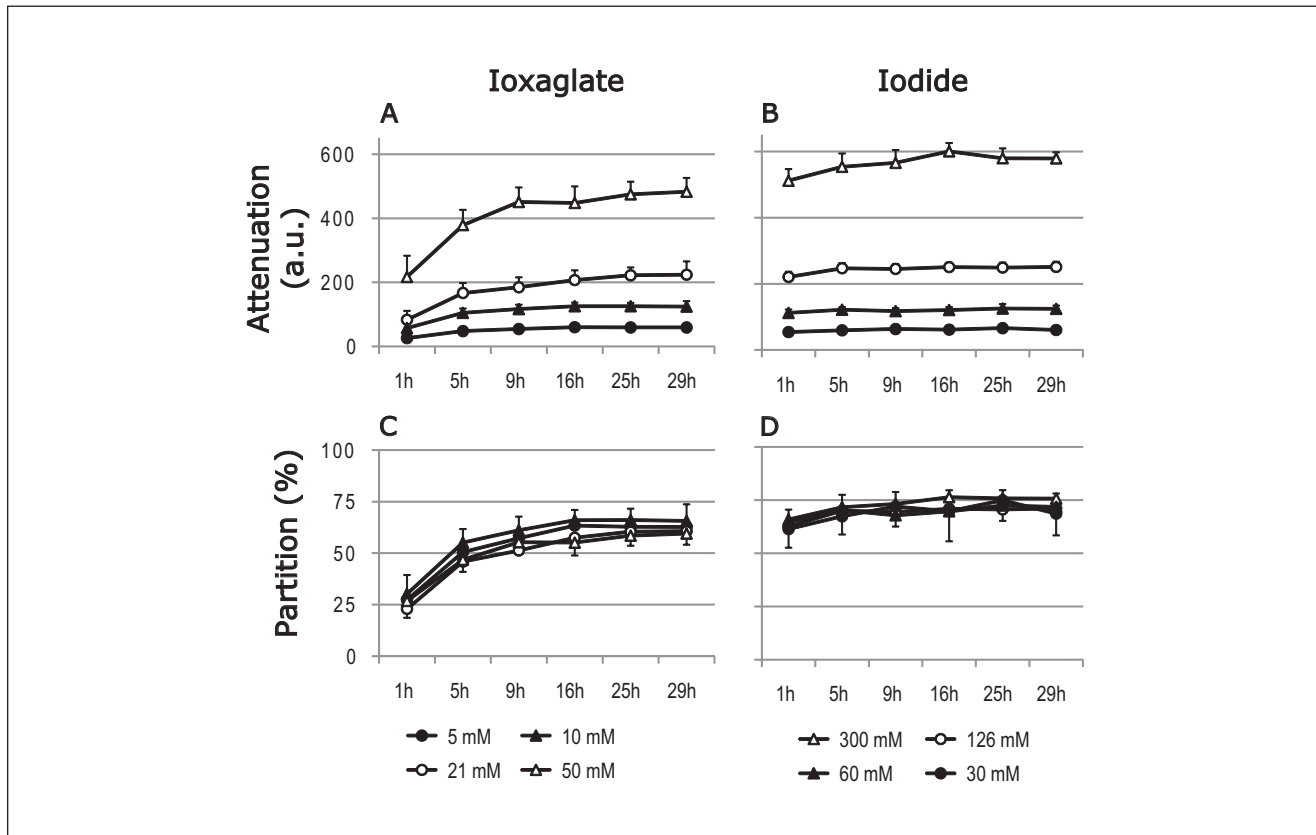 Ioxaglate
Iodide
A
B
Attenuation
(a.u.)
600
400
200
0
1h 5h 9h 16h 25h 29h
1h 5h 9h 16h 25h 29h
C
D
Partition (%)
100
75
50
25
0
1h 5h 9h 16h 25h 29h
1h 5h 9h 16h 25h 29h
5 mM 10 mM
21 mM 50 mM
300 mM 126 mM
60 mM 30 mM